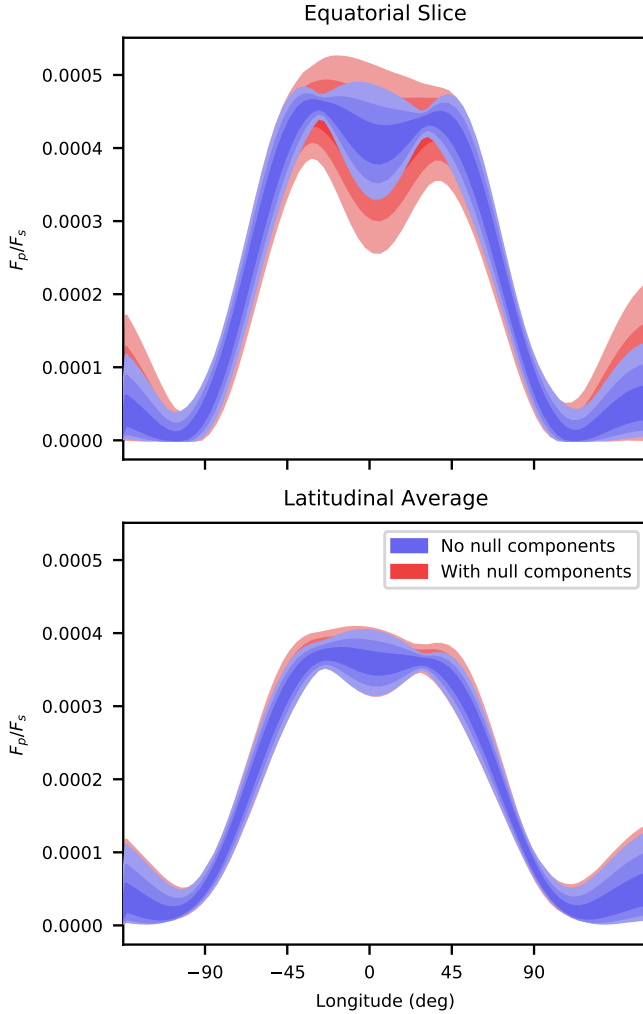 Equatorial Slice
0.0005
0.0004
0.0003
0.0002
0.0001
0.0000
F_p/F_s
Latitudinal Average
No null components
With null components
0.0005
0.0004
0.0003
0.0002
0.0001
0.0000
F_p/F_s
−90 −45 0 45 90
Longitude (deg)